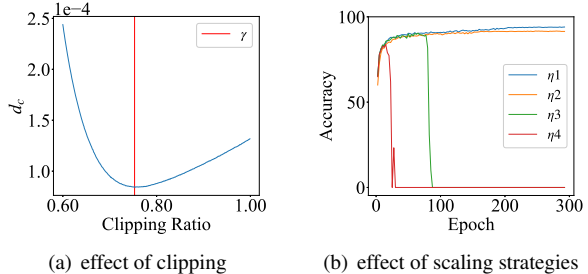 1e−4
2.5
2.0
1.5
1.0
d_c
γ
0.60 0.80 1.00
Clipping Ratio
(a) effect of clipping
100
50
0
Accuracy
η1
η2
η3
η4
0 100 200 300
Epoch
(b) effect of scaling strategies